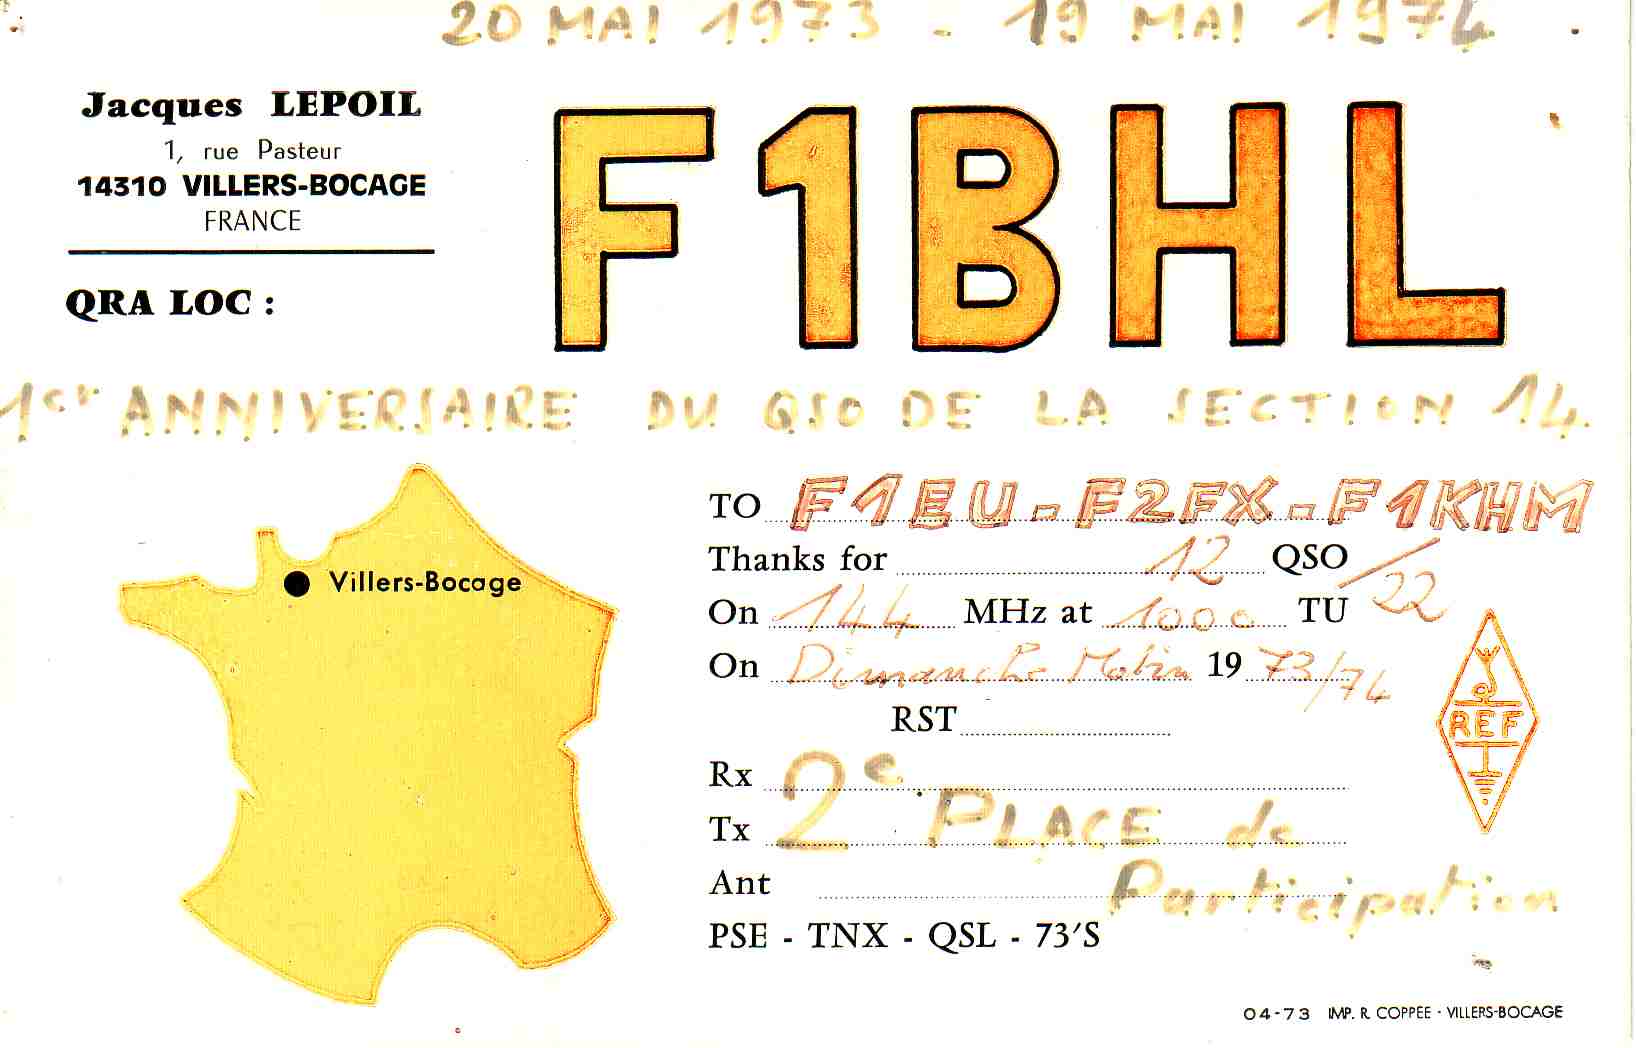 20 MAI 1973 - 19 MAI 1974
Jacques LEPOIL
1, rue Pasteur
14310 VILLERS-BOCAGE
FRANCE
QRA LOC :
F1BHL
1er ANNIVERSAIRE DU QSO DE LA SECTION 14.
Villers-Bocage
TO F1EU - F2FX - F1KHM
Thanks for 12 QSO / 22
On 144 MHz at 1000 TU
On Dimanche Matin 1973/74
RST
Rx
Tx 2e PLACE de
Ant Participation
PSE - TNX - QSL - 73'S
REF
04-73 IMP. R. COPPEE - VILLERS-BOCAGE